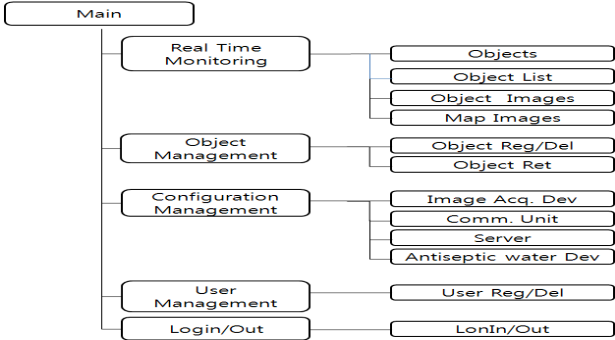 Main
Real Time
Monitoring
Objects
Object List
Object Images
Map Images
Object
Management
Object Reg/Del
Object Ret
Configuration
Management
Image Acq. Dev
Comm. Unit
Server
Antiseptic water Dev
User
Management
User Reg/Del
Login/Out
LonIn/Out